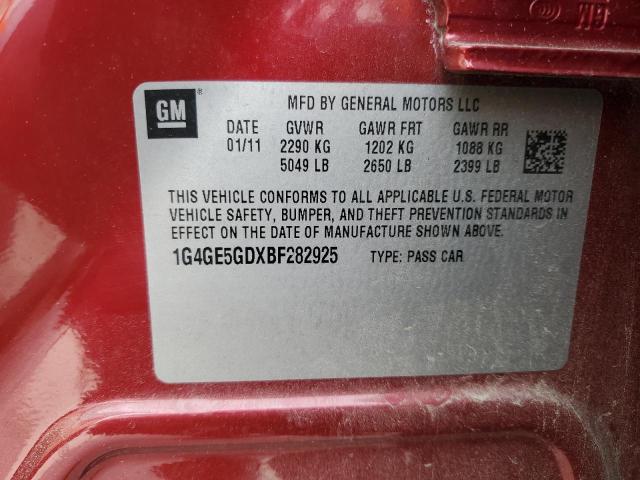 GM
GM
®
MFD BY GENERAL MOTORS LLC
DATE GVWR GAWR FRT GAWR RR
01/11 2290 KG 1202 KG 1088 KG
5049 LB 2650 LB 2399 LB
THIS VEHICLE CONFORMS TO ALL APPLICABLE U.S. FEDERAL MOTOR
VEHICLE SAFETY, BUMPER, AND THEFT PREVENTION STANDARDS IN
EFFECT ON THE DATE OF MANUFACTURE SHOWN ABOVE.
1G4GE5GDXBF282925 TYPE: PASS CAR